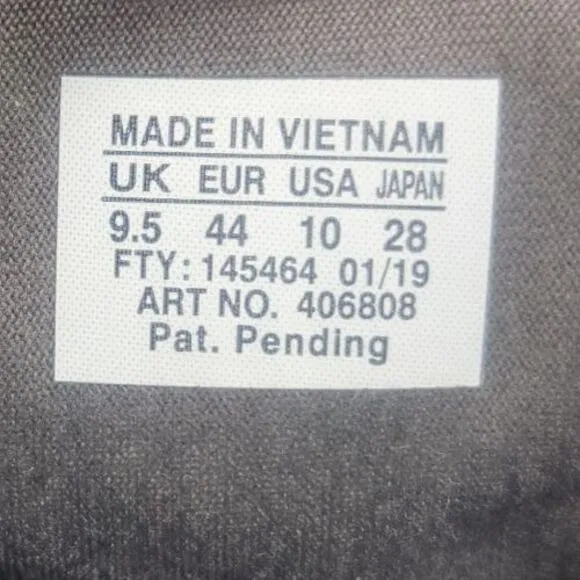 MADE IN VIETNAM
UK EUR USA JAPAN
9.5 44 10 28
FTY: 145464 01/19
ART NO. 406808
Pat. Pending